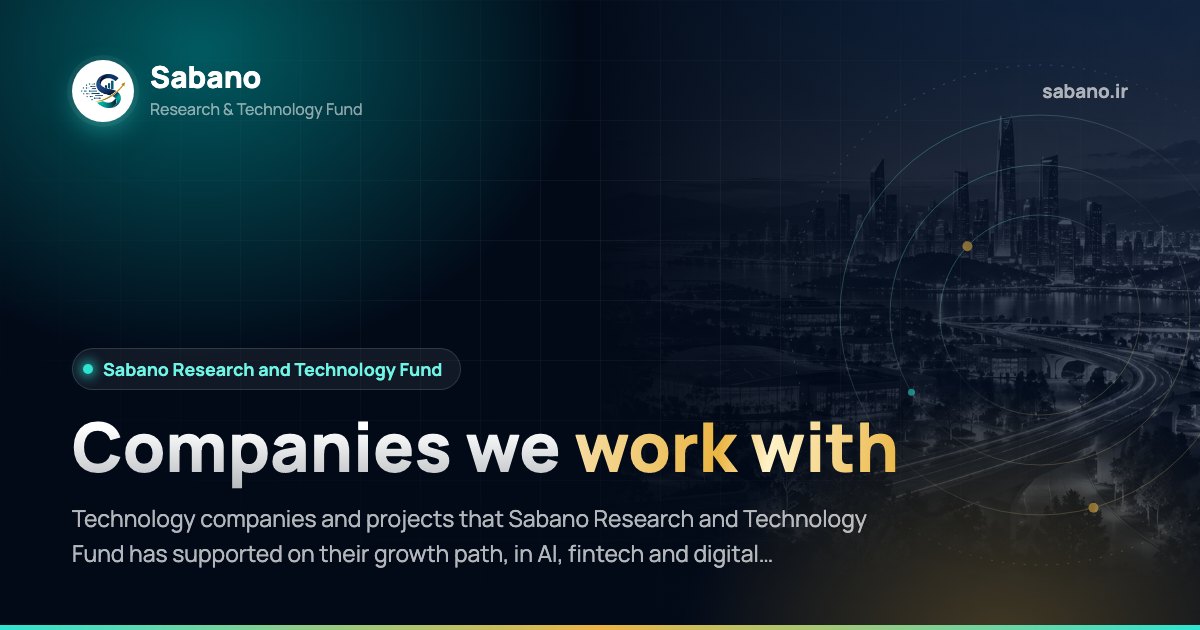 Sabano
Research & Technology Fund
sabano.ir
Sabano Research and Technology Fund
Companies we work with
Technology companies and projects that Sabano Research and Technology
Fund has supported on their growth path, in AI, fintech and digital…